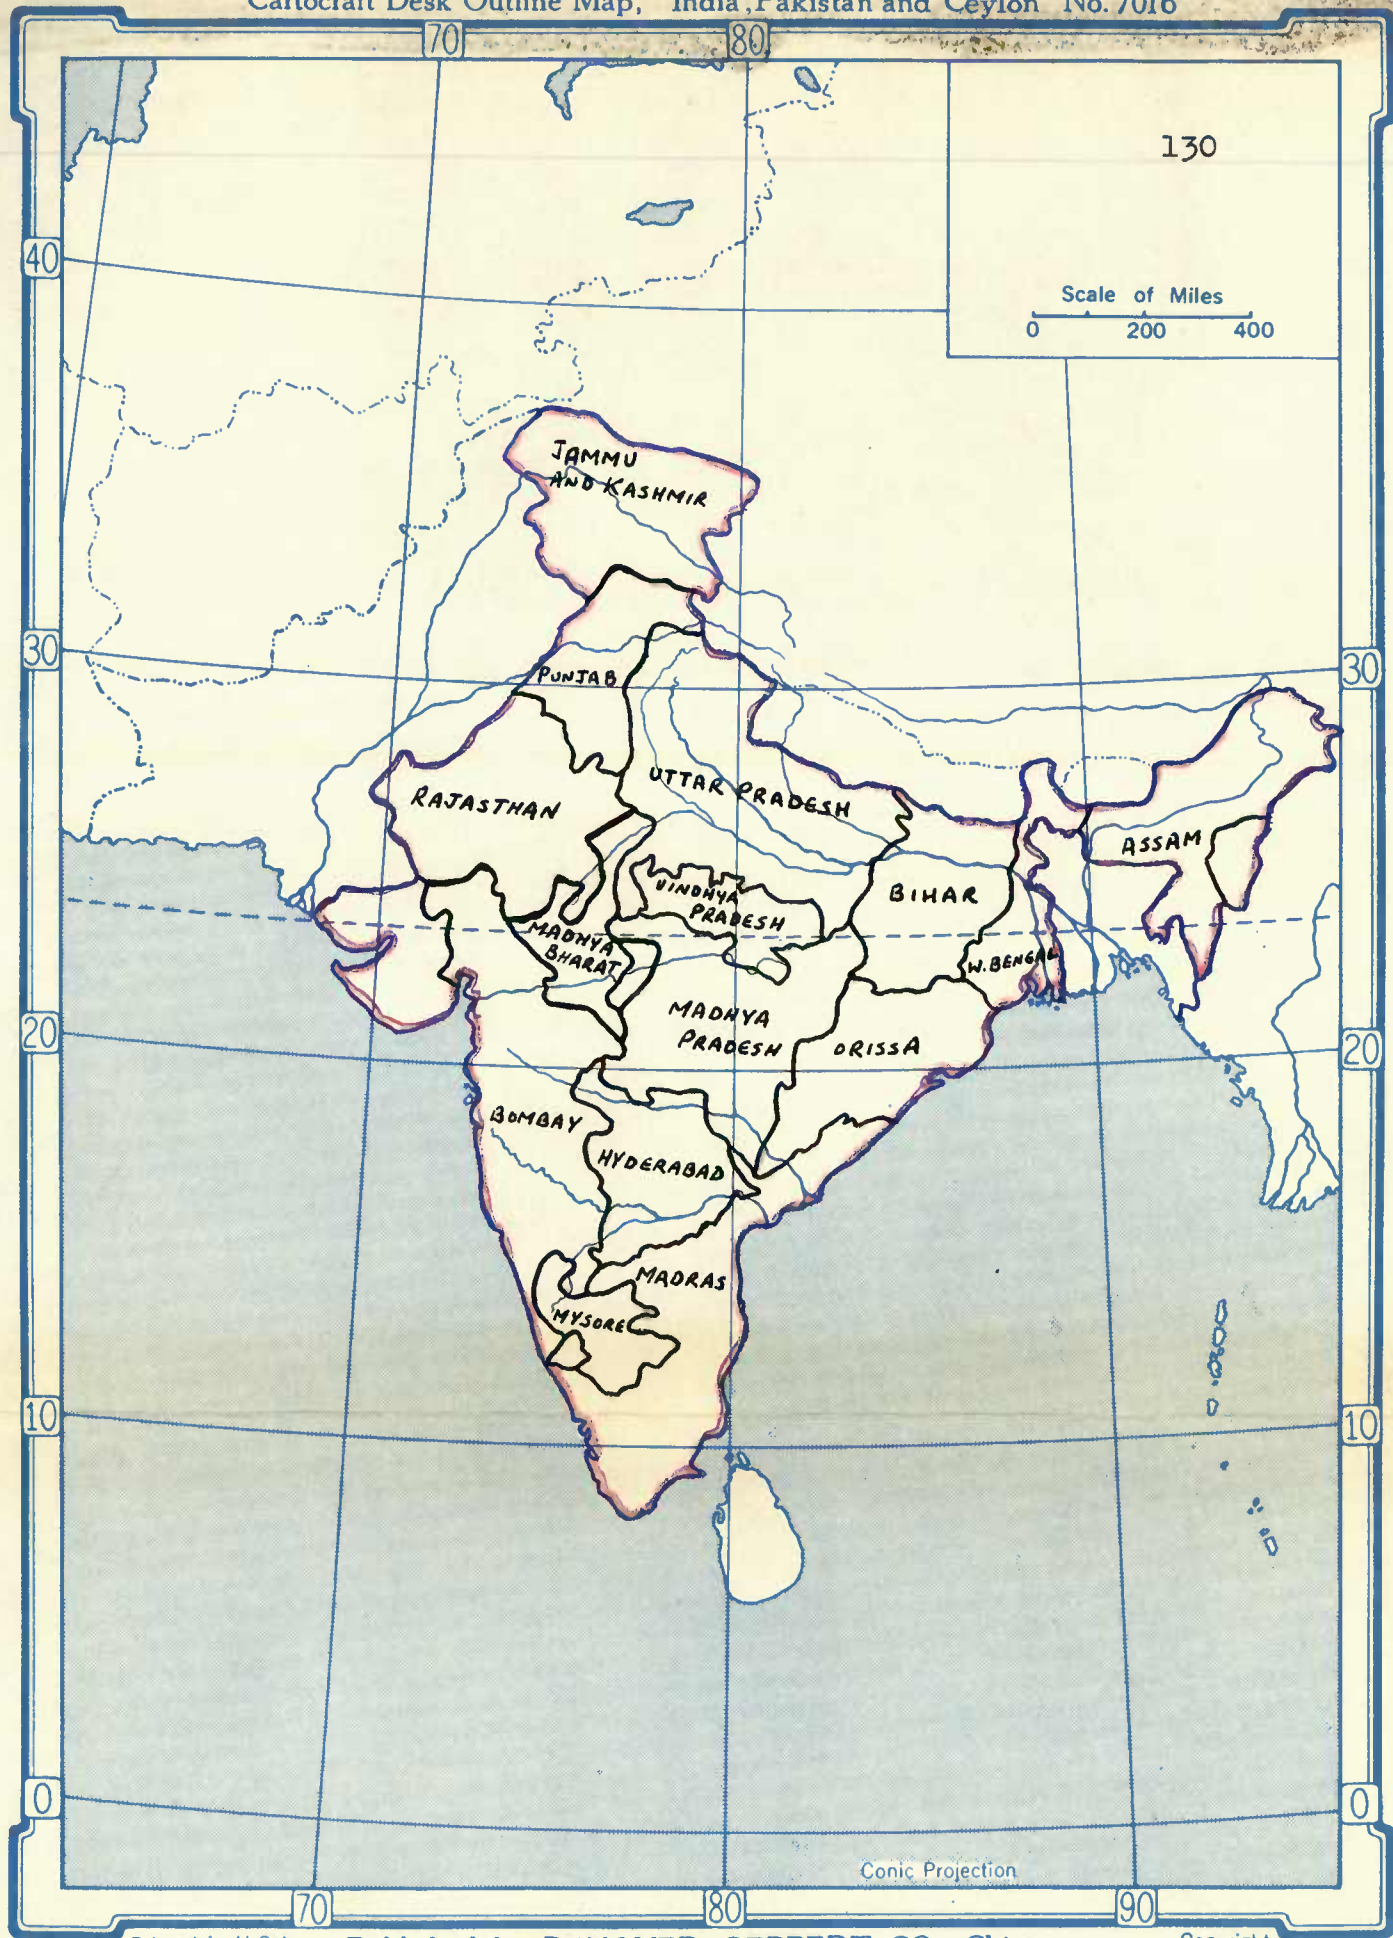 Cartocraft Desk Outline Map, India, Pakistan and Ceylon No. 7016
70
80
130
Scale of Miles
0 200 400
40
JAMMU
AND KASHMIR
30
30
PUNJAB
RAJASTHAN
UTTAR PRADESH
ASSAM
VINDHYA
PRADESH
BIHAR
MADHYA
BHARAT
W. BENGAL
20
20
MADHYA
PRADESH
ORISSA
BOMBAY
HYDERABAD
MADRAS
MYSORE
10
10
0
0
Conic Projection
70
80
90